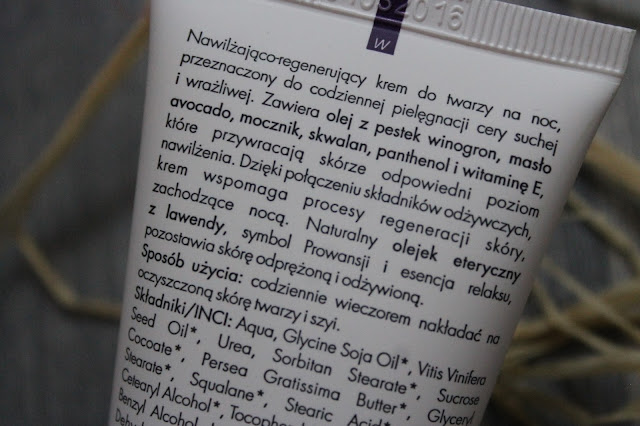 2016
W
Nawilżająco-regenerujący krem do twarzy na noc,
przeznaczony do codziennej pielęgnacji cery suchej
i wrażliwej. Zawiera olej z pestek winogron, masło
avocado, mocznik, skwalan, panthenol i witaminę E,
które przywracają skórze odpowiedni poziom
nawilżenia. Dzięki połączeniu składników odżywczych,
krem wspomaga procesy regeneracji skóry,
zachodzące nocą. Naturalny olejek eteryczny
z lawendy, symbol Prowansji i esencja relaksu,
pozostawia skórę odprężoną i odżywioną.
Sposób użycia: codziennie wieczorem nakładać na
oczyszczoną skórę twarzy i szyi.
Składniki/INCI: Aqua, Glycine Soja Oil*, Vitis Vinifera
Seed Oil*, Urea, Sorbitan Stearate*, Sucrose
Cocoate*, Persea Gratissima Butter*, Glyceryl
Stearate*, Squalane*, Stearic Acid*,
Cetearyl Alcohol*,
Benzyl Alcohol,